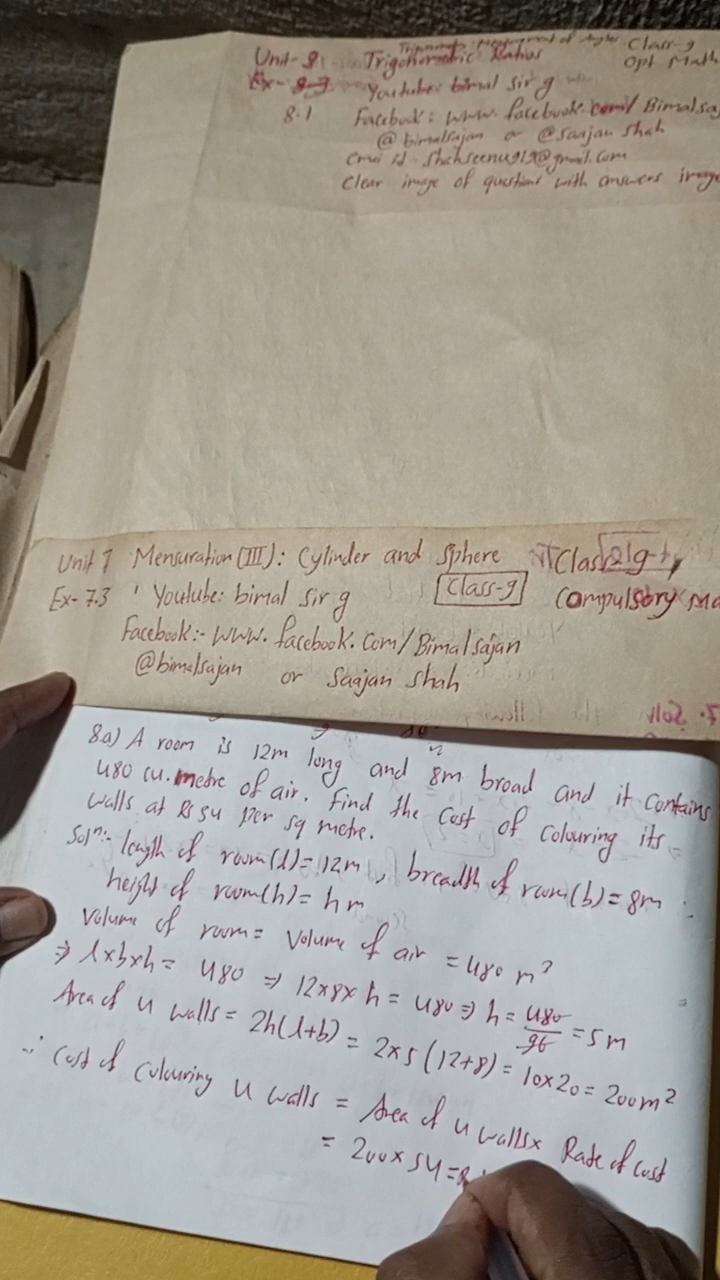 Unit- 8: Trigonometric Ratios Class-9
Opt Math
Ex- 8.1 Youtube: bimal sir g
Facebook: www.facebook.com/Bimalsa
@bimalsajan or @saajan shah
Clear image of questions with answers image
Unit 7 Mensuration (III): Cylinder and Sphere
Ex- 7.3 Youtube: bimal sir g Class-9 Compulsory Ma
Facebook:- www.facebook.com/Bimalsajan
@bimalsajan or Saajan Shah
8.a) A room is 12m long and 8m broad and it contains
480 cu. metre of air. Find the cost of colouring its
walls at Rs 54 per sq metre.
Solⁿ:- length of room(l)=12m, breadth of room(b)=8m
height of room(h)= h m
Volume of room= Volume of air = 480 m³
⇒ l×b×h= 480 ⇒ 12×8×h = 480 ⇒ h = 480/96 = 5m
Area of 4 walls= 2h(l+b) = 2×5(12+8) = 10×20 = 200m²
∴ Cost of Colouring 4 walls = Area of 4 walls× Rate of cost
= 200×54=R